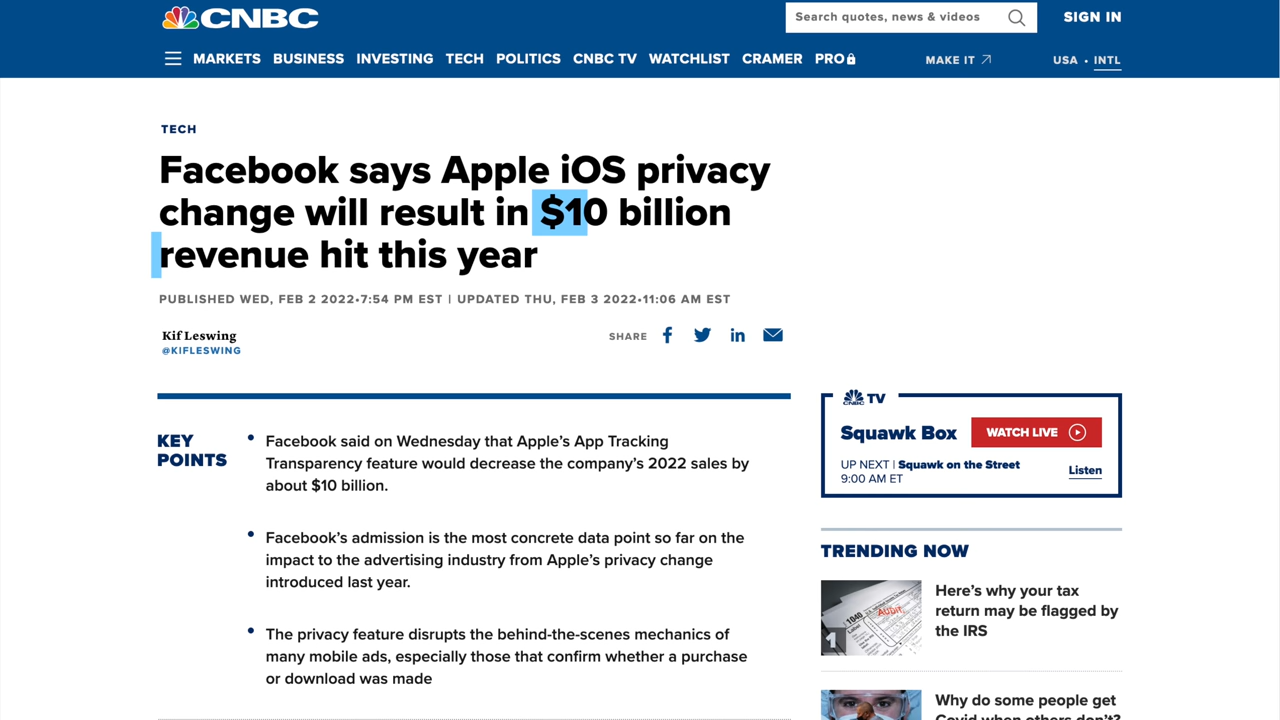 CNBC
Search quotes, news & videos
SIGN IN
MARKETS BUSINESS INVESTING TECH POLITICS CNBC TV WATCHLIST CRAMER PRO
MAKE IT
USA • INTL
TECH
Facebook says Apple iOS privacy
change will result in $10 billion
revenue hit this year
PUBLISHED WED, FEB 2 2022•7:54 PM EST | UPDATED THU, FEB 3 2022•11:06 AM EST
Kif Leswing
@KIFLESWING
SHARE
KEY
POINTS
• Facebook said on Wednesday that Apple's App Tracking
Transparency feature would decrease the company's 2022 sales by
about $10 billion.
• Facebook's admission is the most concrete data point so far on the
impact to the advertising industry from Apple's privacy change
introduced last year.
• The privacy feature disrupts the behind-the-scenes mechanics of
many mobile ads, especially those that confirm whether a purchase
or download was made
CNBC TV
Squawk Box
WATCH LIVE
UP NEXT | Squawk on the Street
9:00 AM ET
Listen
TRENDING NOW
1040
AUDIT
1
Here's why your tax
return may be flagged by
the IRS
Why do some people get
Covid when others don't?